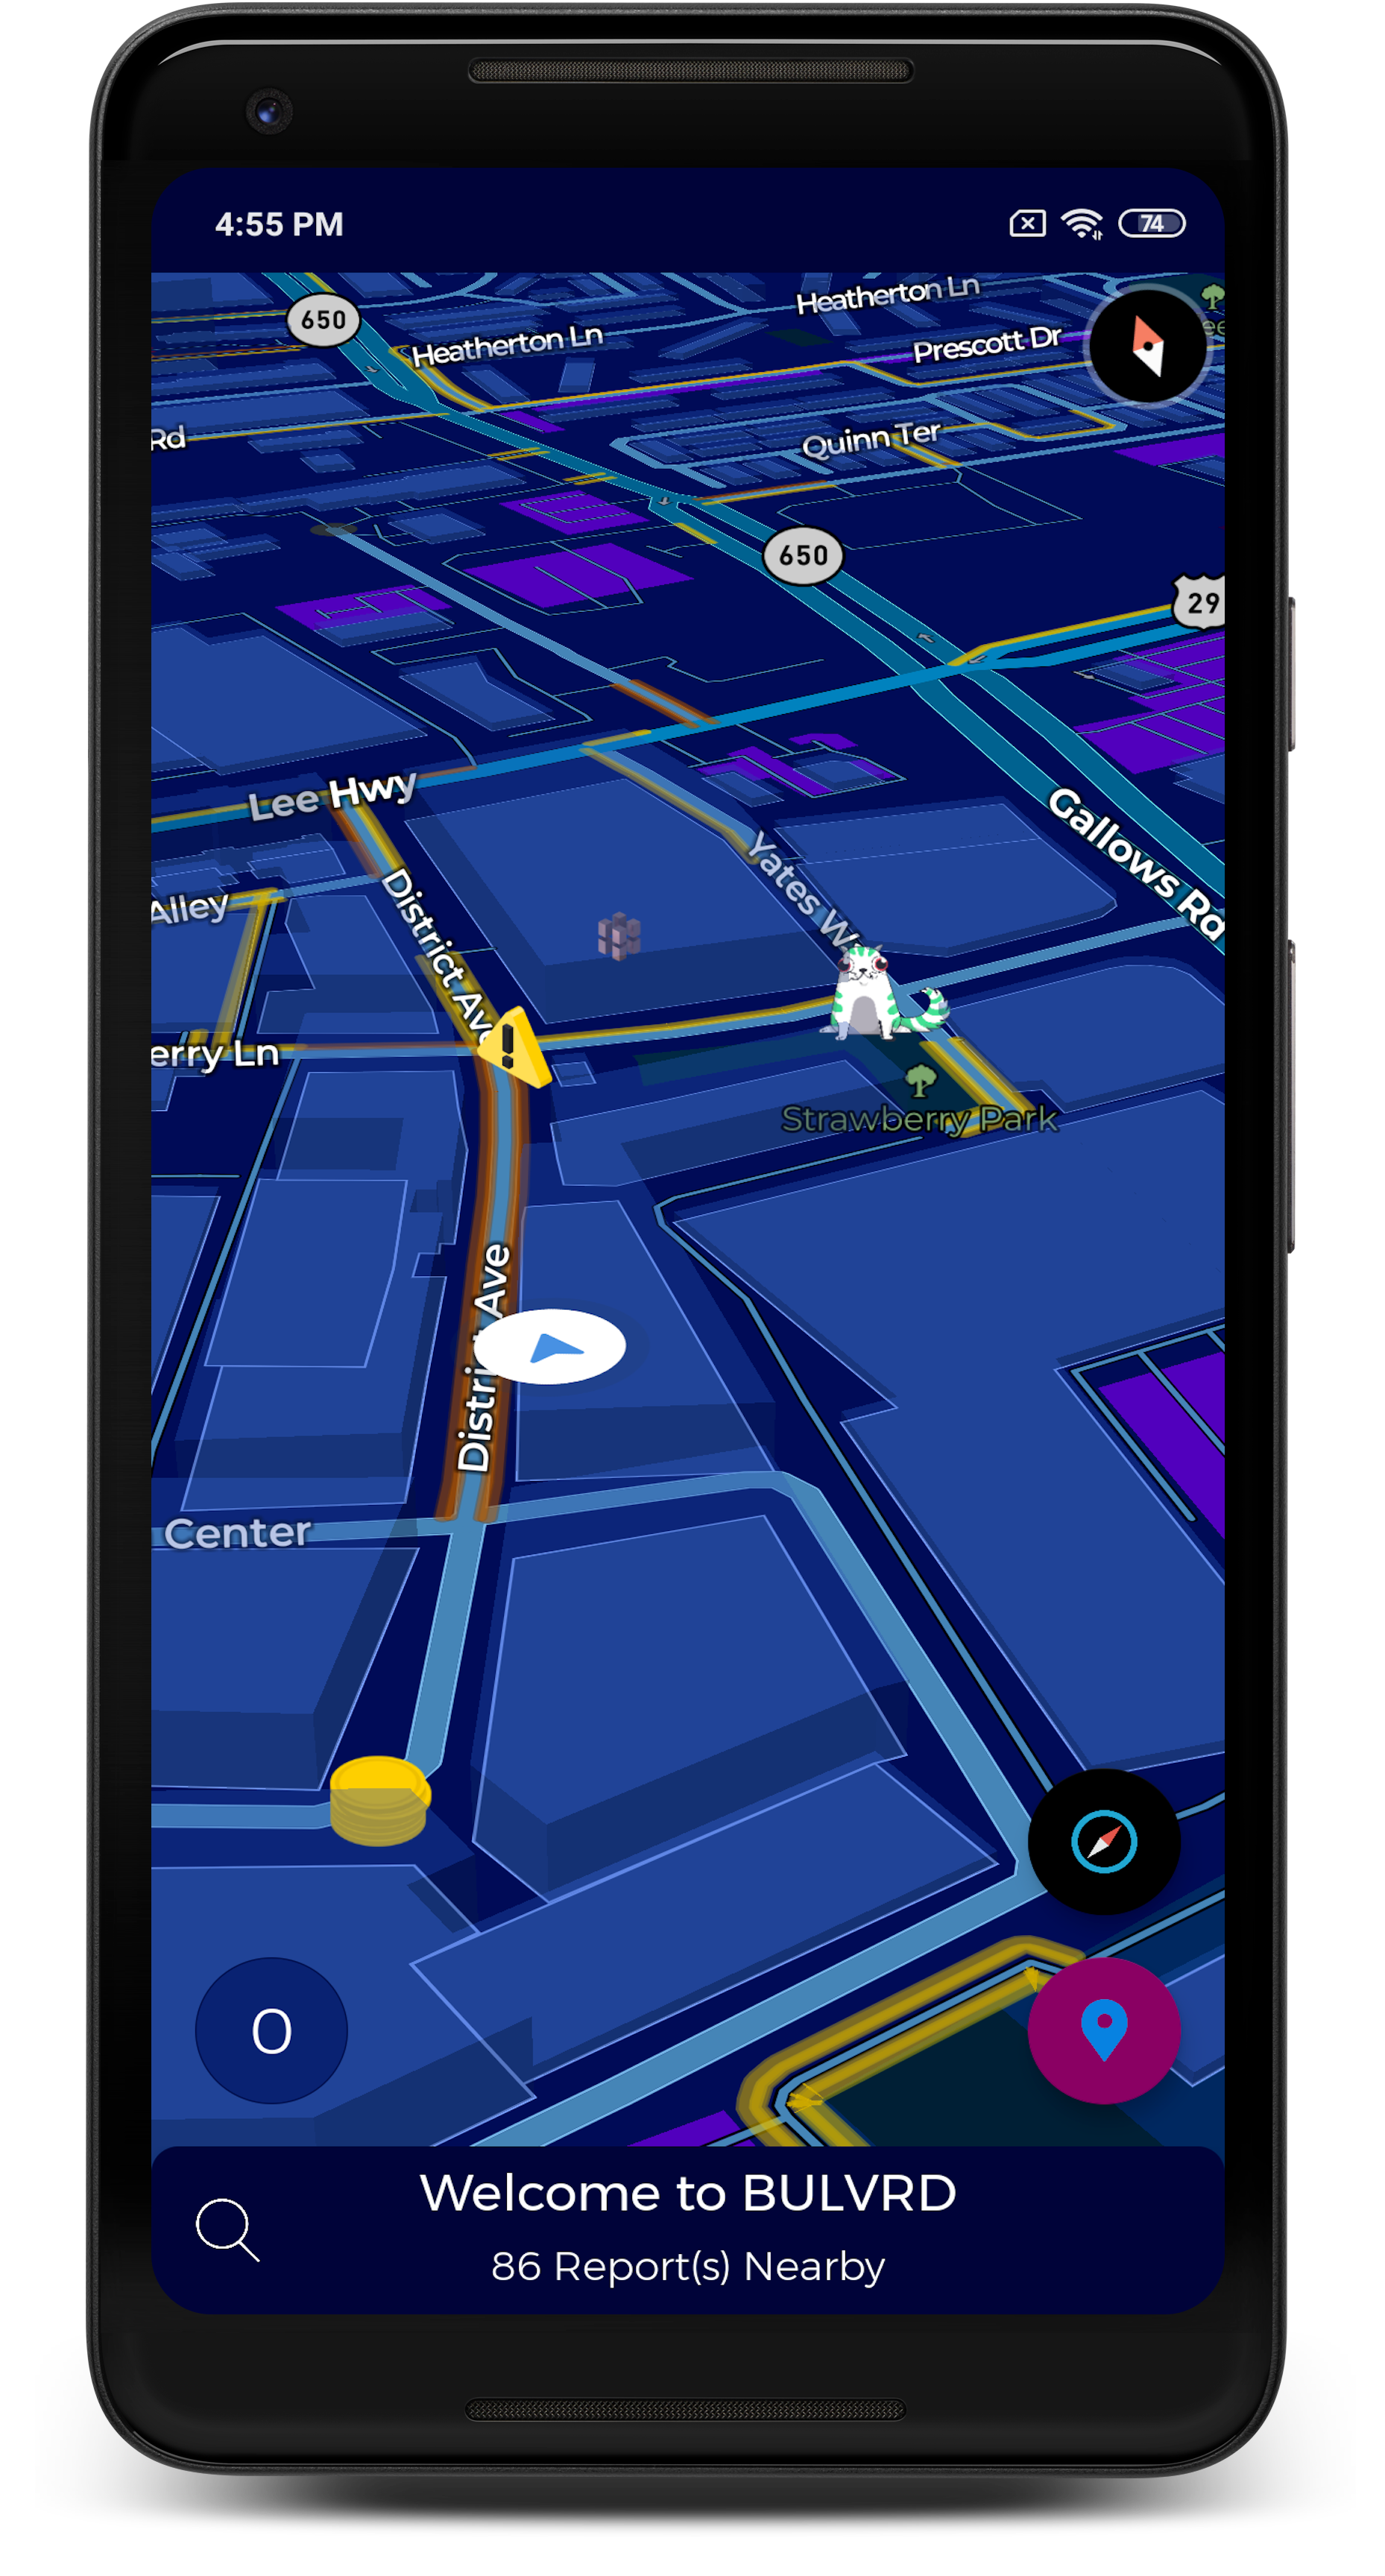 4:55 PM
74
Heatherton Ln
650
Heatherton Ln
Prescott Dr
Rd
Quinn Ter
650
29
Lee Hwy
Gallows Rd
Yates W
Alley
District Ave
erry Ln
!
Strawberry Park
District Ave
Center
0
Welcome to BULVRD
86 Report(s) Nearby